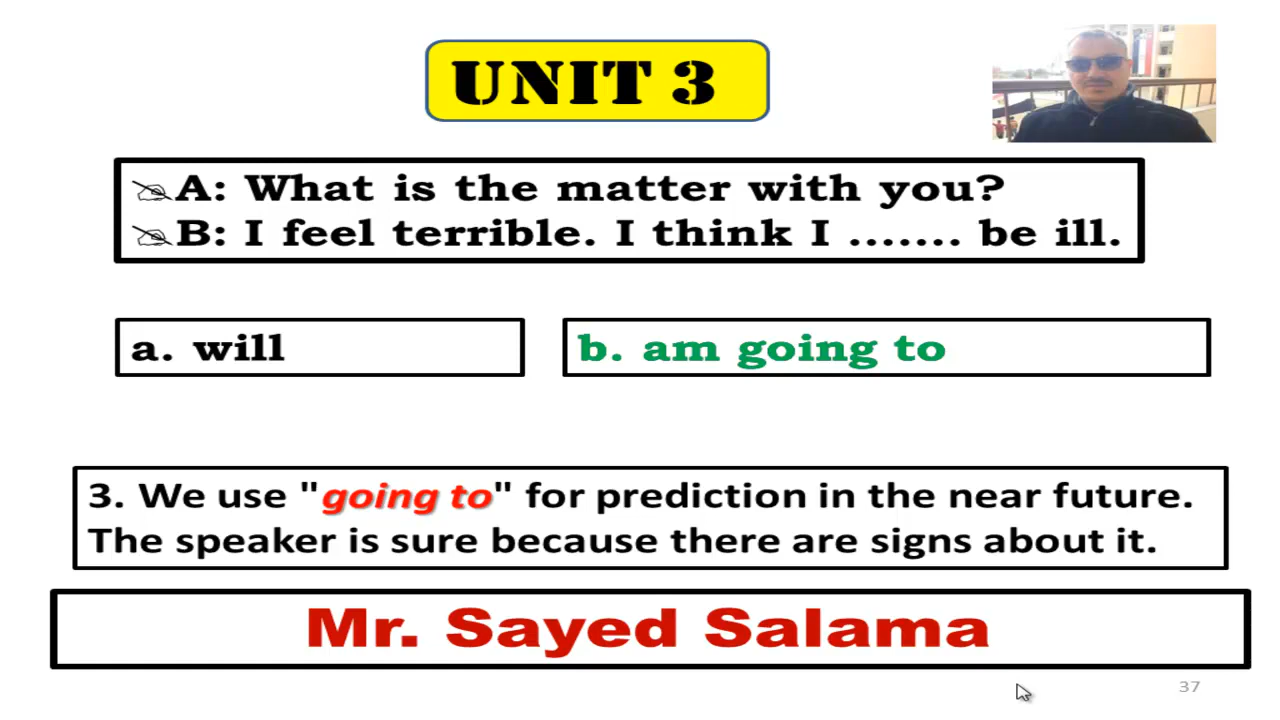 UNIT 3
A: What is the matter with you?
B: I feel terrible. I think I ....... be ill.
a. will
b. am going to
3. We use "going to" for prediction in the near future.
The speaker is sure because there are signs about it.
Mr. Sayed Salama
37